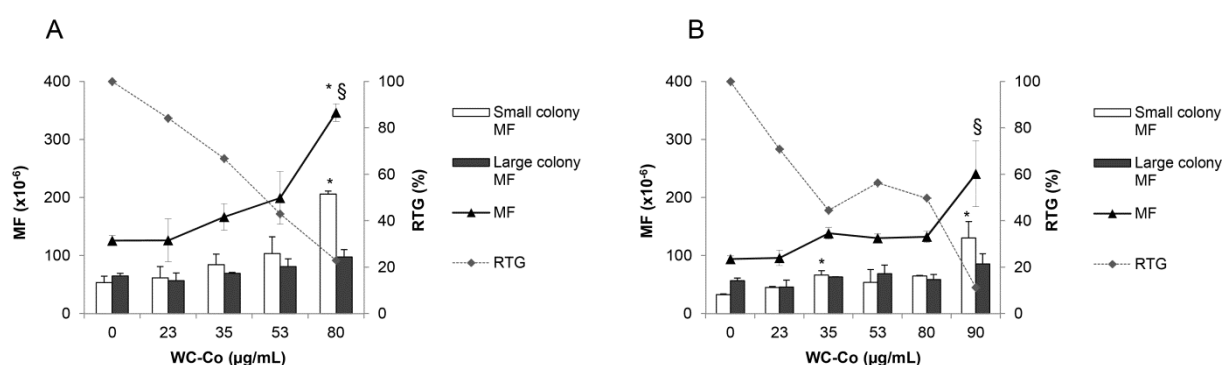 A
400
300
200
100
0
MF (x10⁻⁶)
* §
*
100
80
60
40
20
0
RTG (%)
0 23 35 53 80
WC-Co (µg/mL)
Small colony
MF
Large colony
MF
MF
RTG
B
400
300
200
100
0
MF (x10⁻⁶)
§
*
*
100
80
60
40
20
0
RTG (%)
0 23 35 53 80 90
WC-Co (µg/mL)
Small colony
MF
Large colony
MF
MF
RTG